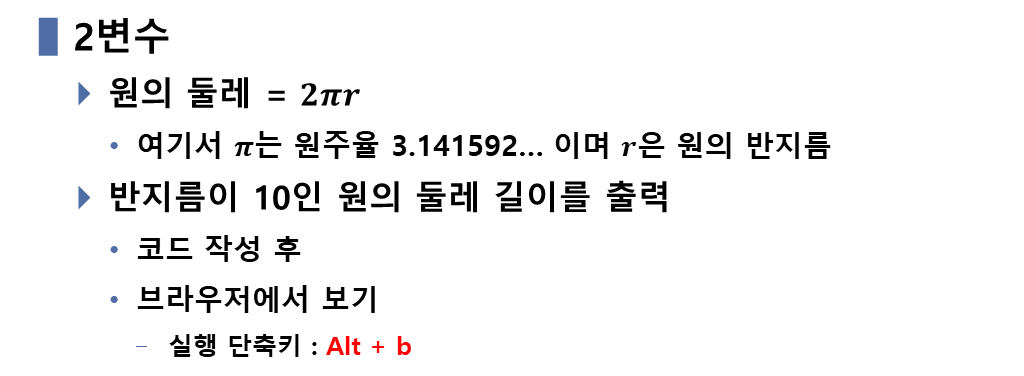 2변수
원의 둘레 = 2𝝅𝒓
여기서 𝝅는 원주율 3.141592... 이며 𝒓은 원의 반지름
반지름이 10인 원의 둘레 길이를 출력
코드 작성 후
브라우저에서 보기
실행 단축키 : Alt + b